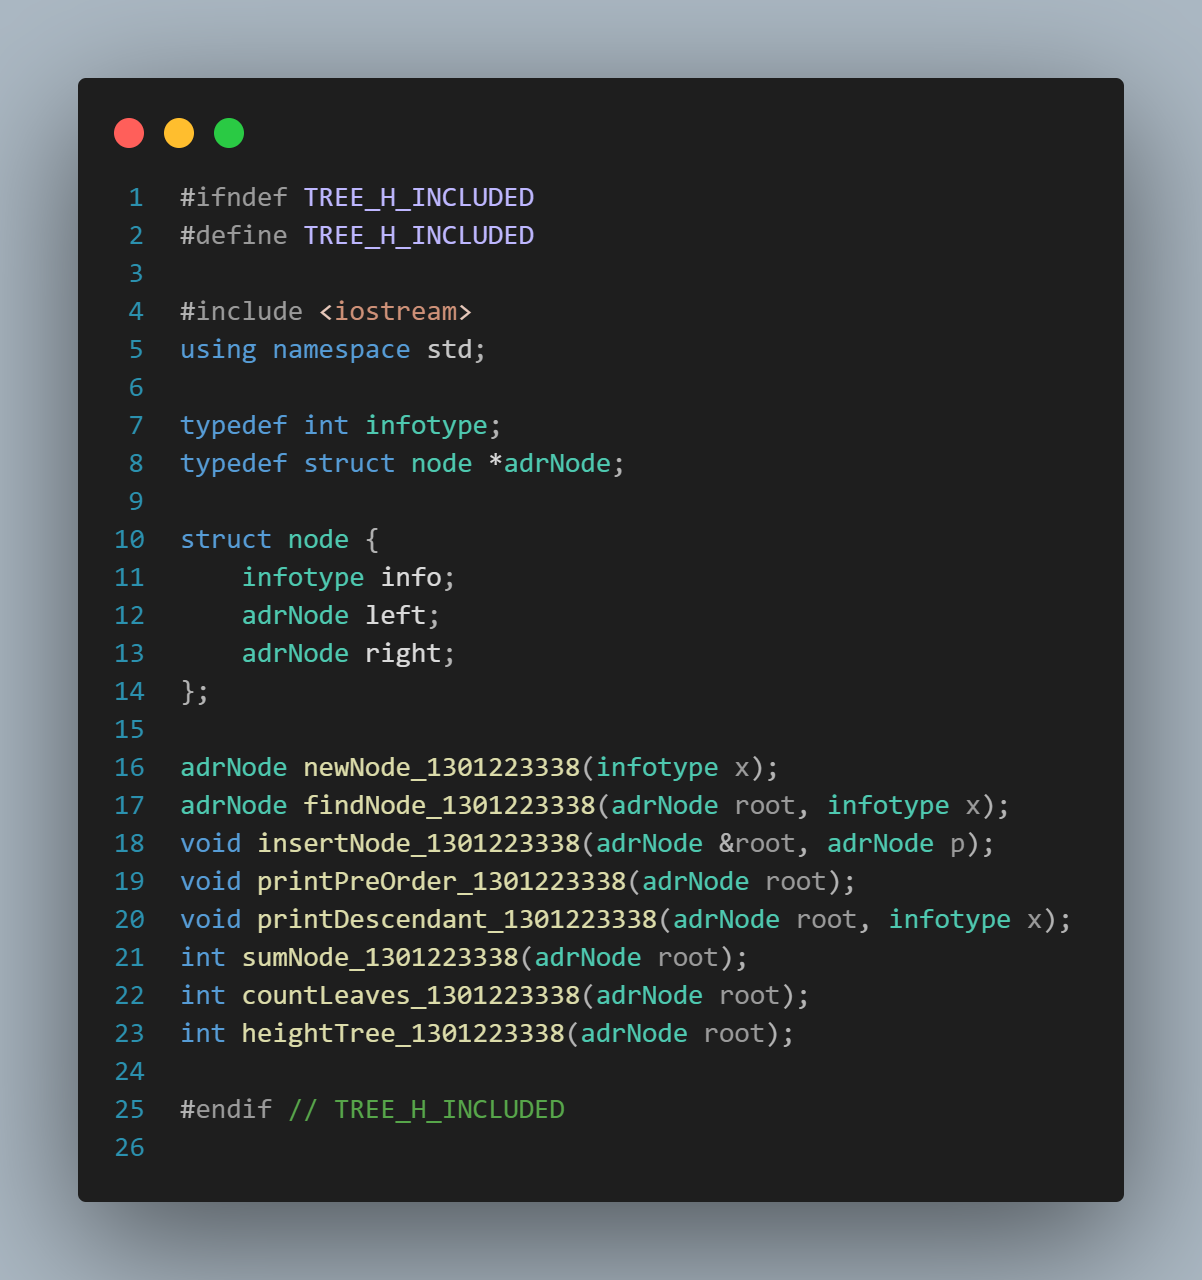 1 #ifndef TREE_H_INCLUDED
2 #define TREE_H_INCLUDED
3
4 #include <iostream>
5 using namespace std;
6
7 typedef int infotype;
8 typedef struct node *adrNode;
9
10 struct node {
11     infotype info;
12     adrNode left;
13     adrNode right;
14 };
15
16 adrNode newNode_1301223338(infotype x);
17 adrNode findNode_1301223338(adrNode root, infotype x);
18 void insertNode_1301223338(adrNode &root, adrNode p);
19 void printPreOrder_1301223338(adrNode root);
20 void printDescendant_1301223338(adrNode root, infotype x);
21 int sumNode_1301223338(adrNode root);
22 int countLeaves_1301223338(adrNode root);
23 int heightTree_1301223338(adrNode root);
24
25 #endif // TREE_H_INCLUDED
26